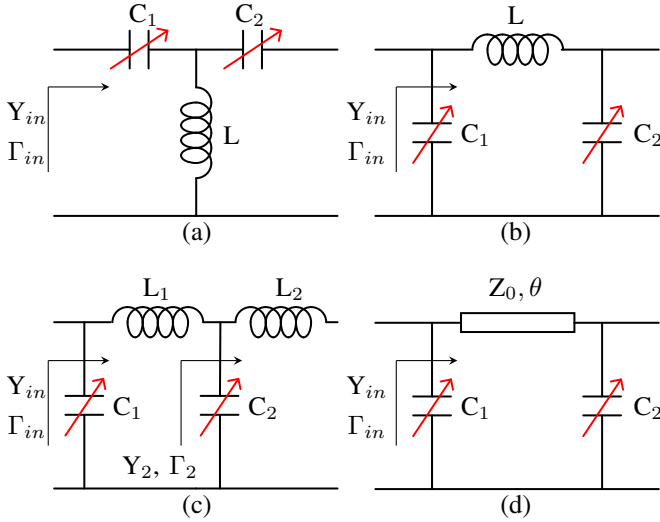 C₁ C₂
Yᵢₙ
Γᵢₙ
L
(a)
L
Yᵢₙ
Γᵢₙ
C₁ C₂
(b)
L₁ L₂
Yᵢₙ
Γᵢₙ
C₁ C₂
Y₂, Γ₂
(c)
Z₀, θ
Yᵢₙ
Γᵢₙ
C₁ C₂
(d)